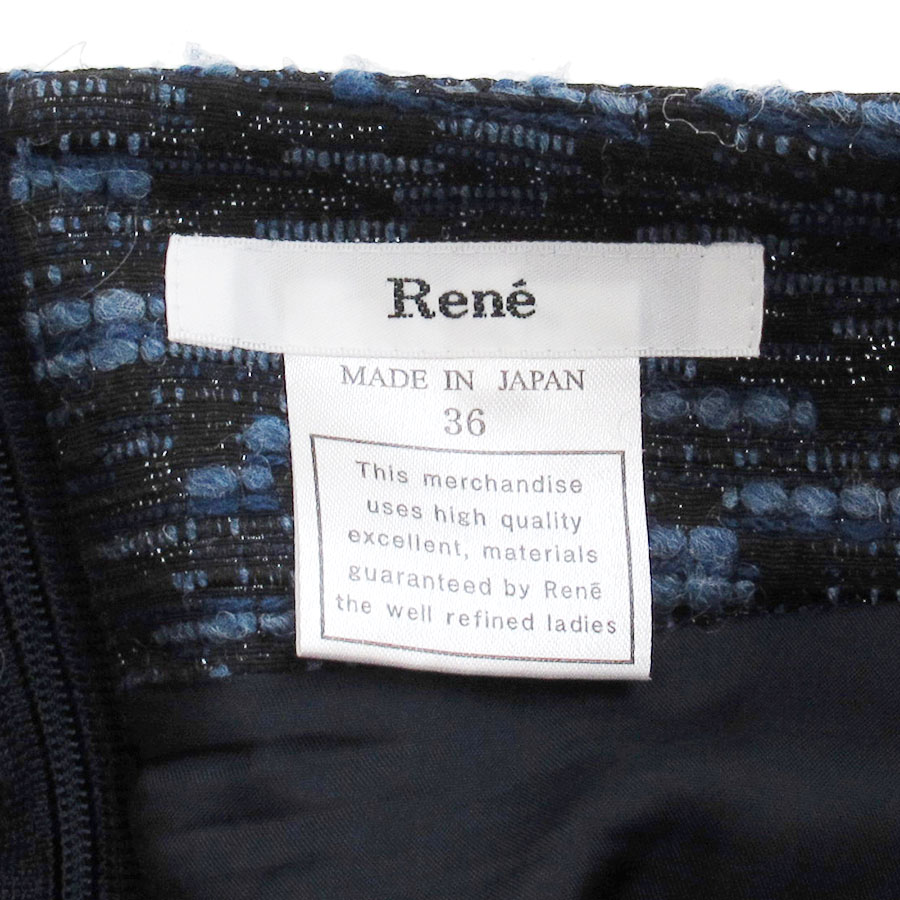 René
MADE IN JAPAN
36
This merchandise
uses high quality
excellent, materials
guaranteed by René
the well refined ladies